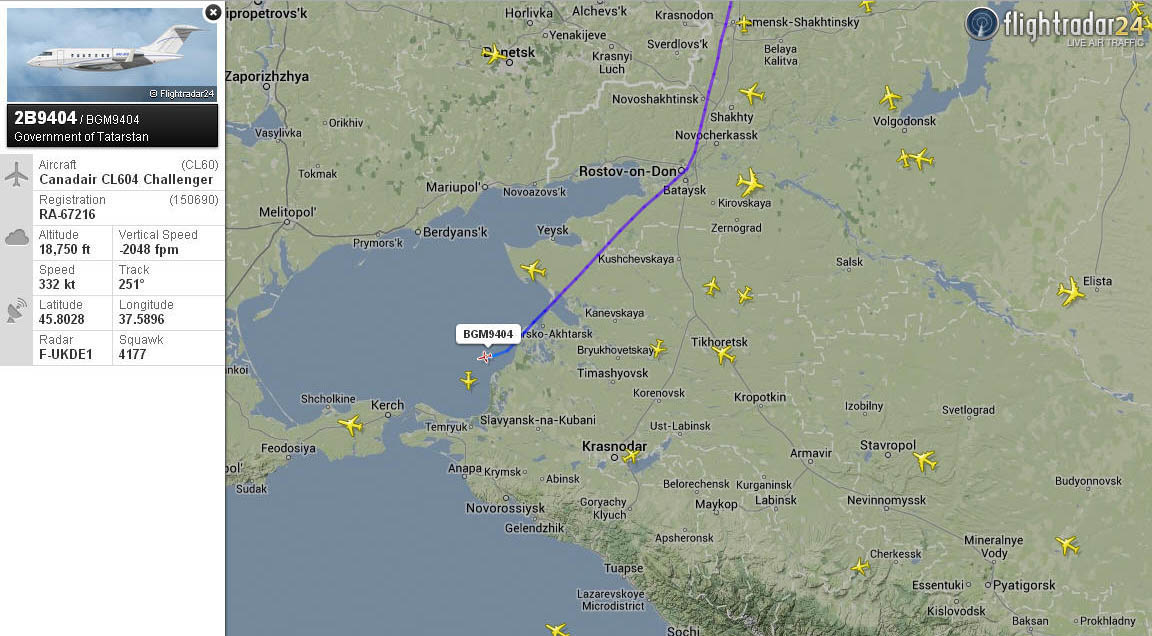 © Flightradar24
2B9404 / BGM9404
Government of Tatarstan
Aircraft (CL60)
Canadair CL604 Challenger
Registration (150690)
RA-67216
Altitude Vertical Speed
18,750 ft -2048 fpm
Speed Track
332 kt 251°
Latitude Longitude
45.8028 37.5896
Radar Squawk
F-UKDE1 4177
flightradar24
LIVE AIR TRAFFIC
ipropetrovs'k
Horlivka
Alchevs'k
Krasnodon
Kamensk-Shakhtinsky
Yenakijeve
Donetsk
Sverdlovs'k
Belaya
Kalitva
Krasnyi
Luch
Zaporizhzhya
Novoshakhtinsk
Shakhty
Volgodonsk
Orikhiv
Vasylivka
Novocherkassk
Tokmak
Rostov-on-Don
Mariupol'
Novoazovs'k
Bataysk
Kirovskaya
Melitopol'
Berdyans'k
Yeysk
Zernograd
Prymors'k
Kushchevskaya
Salsk
Elista
Kanevskaya
BGM9404
rsko-Akhtarsk
Bryukhovetskaya
Tikhoretsk
nkoi
Timashyovsk
Shcholkine
Kerch
Korenovsk
Kropotkin
Izobilny
Svetlograd
Temryuk
Slavyansk-na-Kubani
Ust-Labinsk
Feodosiya
Krasnodar
Stavropol
Armavir
pol'
Anapa
Krymsk
Abinsk
Belorechensk
Kurganinsk
Budyonnovsk
Sudak
Novorossiysk
Goryachy
Klyuch
Maykop
Labinsk
Nevinnomyssk
Gelendzhik
Apsheronsk
Mineralnye
Vody
Cherkessk
Tuapse
Essentuki
Pyatigorsk
Lazarevskoye
Microdistrict
Kislovodsk
Baksan
Prokhladny
Sochi